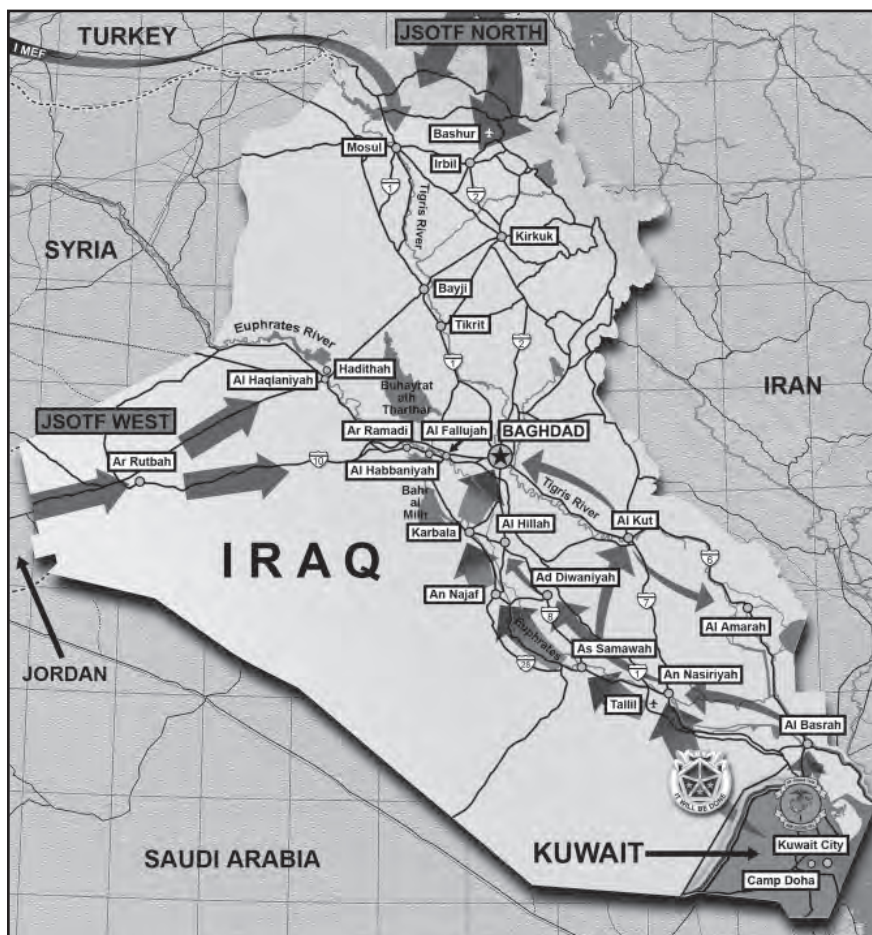 TURKEY
JSOTF NORTH
I MEF
Bashur
Mosul
Irbil
1
2
Tigris River
SYRIA
Kirkuk
Bayji
Euphrates River
Tikrit
2
Hadithah
1
Al Haqlaniyah
Buhayrat
ath
Tharthar
IRAN
JSOTF WEST
Ar Ramadi
Al Fallujah
BAGHDAD
Ar Rutbah
10
Al Habbaniyah
Tigris River
Bahr
al
Milh
Al Kut
Karbala
Al Hillah
6
IRAQ
Ad Diwaniyah
An Najaf
8
7
Al Amarah
Euphrates
As Samawah
JORDAN
28
1
An Nasiriyah
Tallil
Al Basrah
IT WILL BE DONE
KUWAIT
Kuwait City
SAUDI ARABIA
Camp Doha